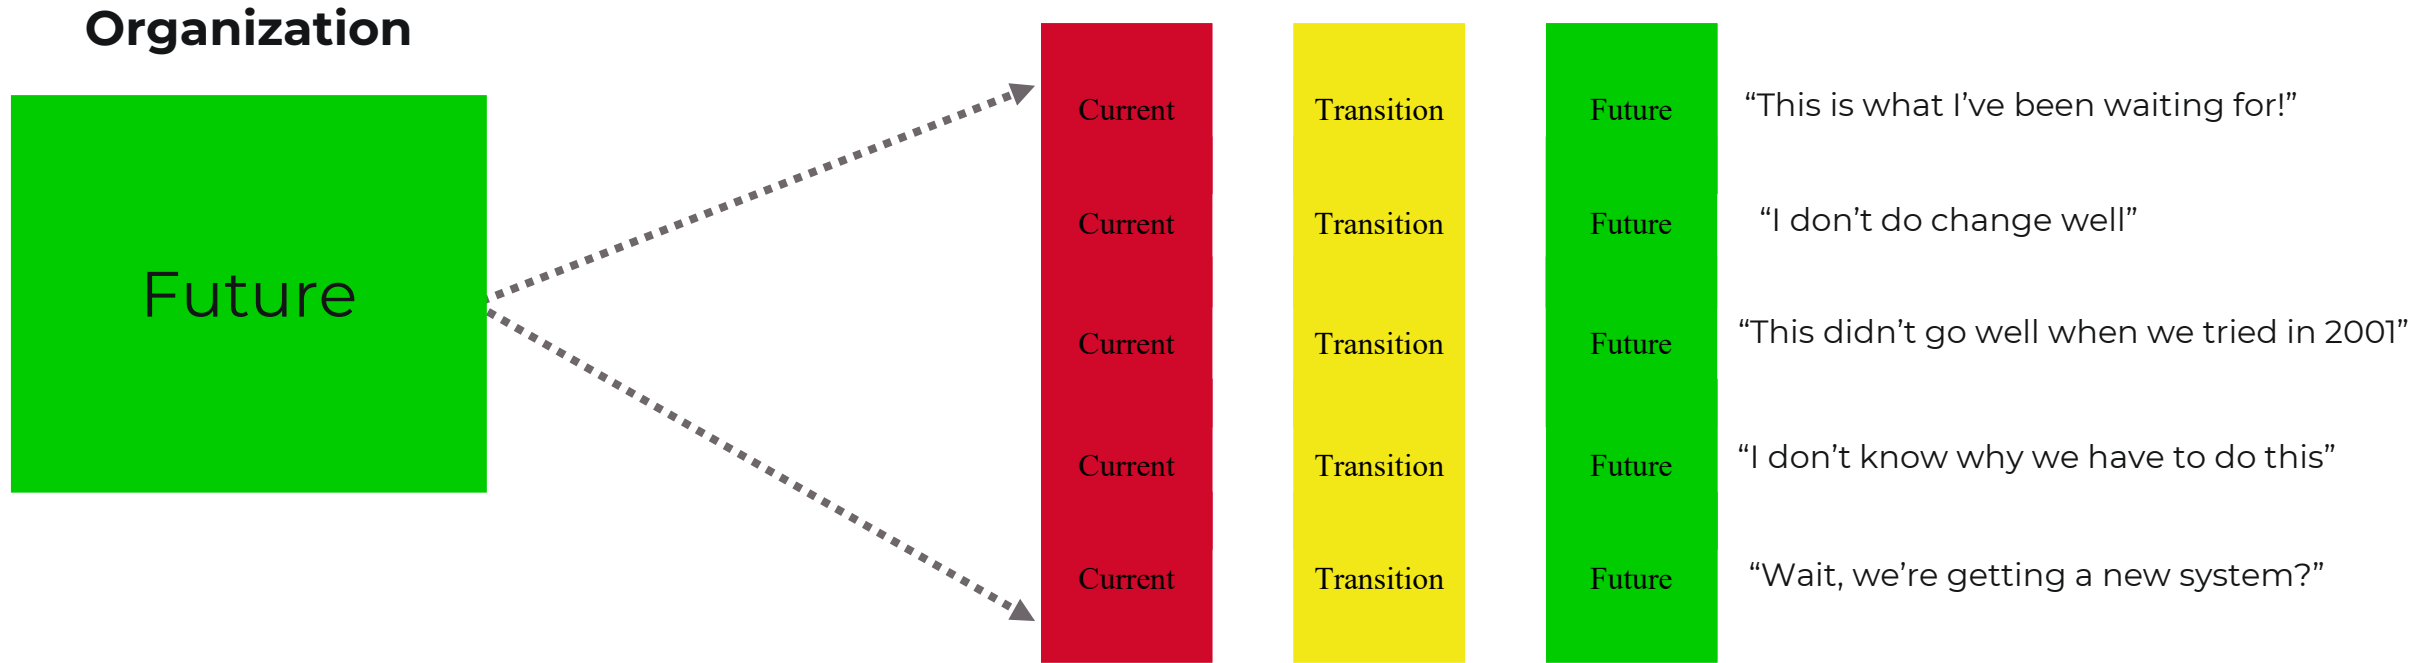 Organization
Future
Current Transition Future “This is what I’ve been waiting for!”
Current Transition Future “I don’t do change well”
Current Transition Future “This didn’t go well when we tried in 2001”
Current Transition Future “I don’t know why we have to do this”
Current Transition Future “Wait, we’re getting a new system?”